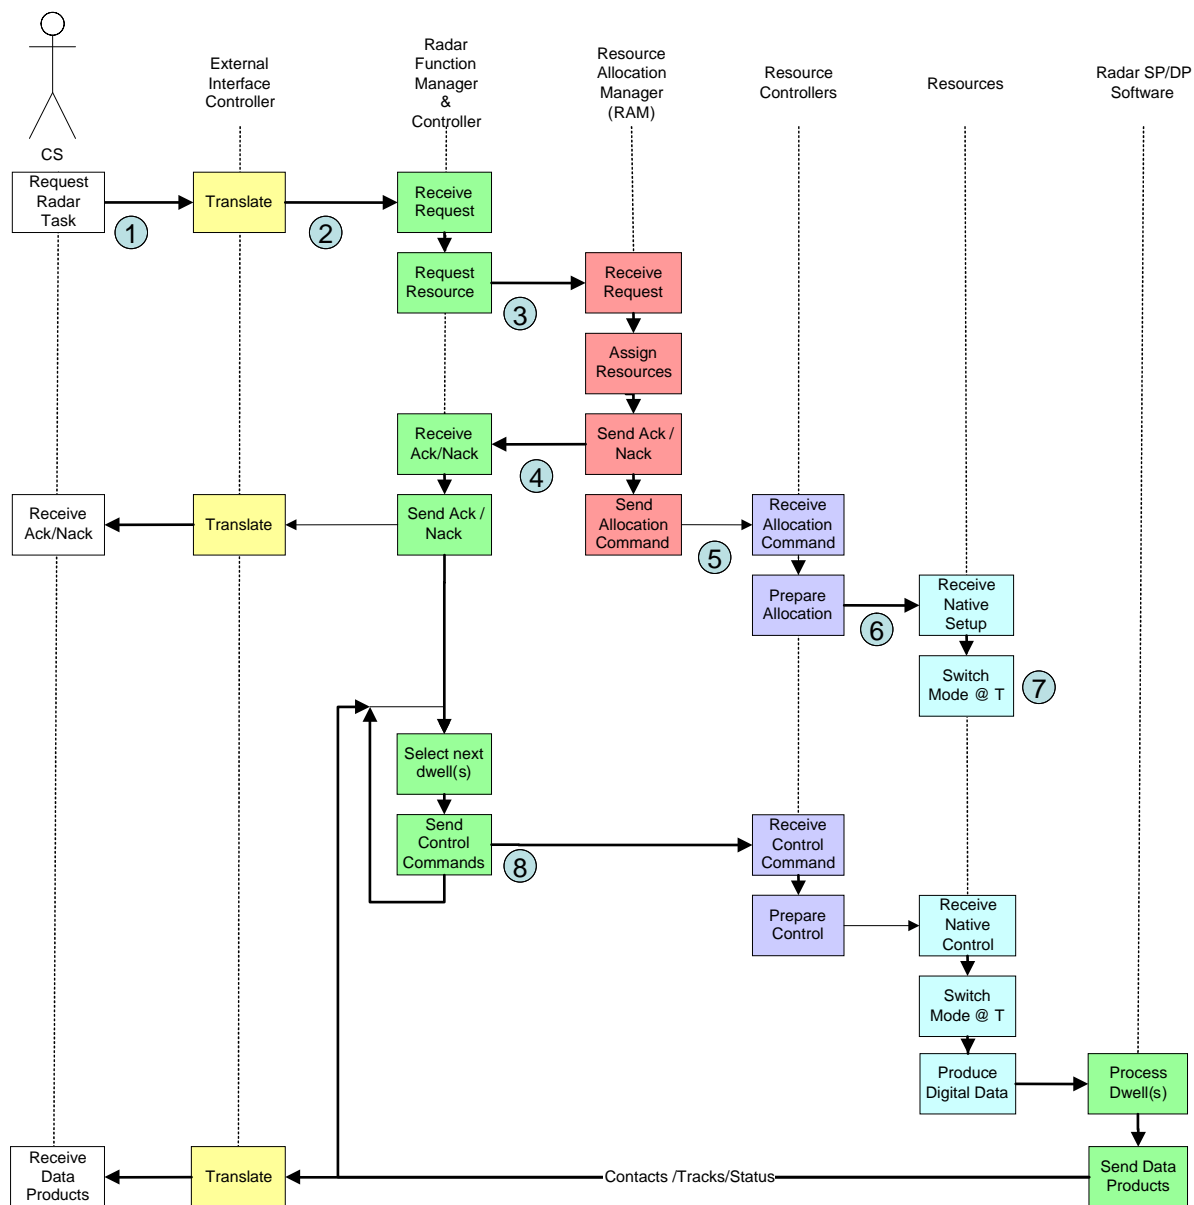 CS
External
Interface
Controller
Radar
Function
Manager
&
Controller
Resource
Allocation
Manager
(RAM)
Resource
Controllers
Resources
Radar SP/DP
Software
Request
Radar
Task
1
Translate
2
Receive
Request
Request
Resource
3
Receive
Request
Assign
Resources
Receive
Ack/Nack
4
Send Ack /
Nack
Receive
Ack/Nack
Translate
Send Ack /
Nack
Send
Allocation
Command
5
Receive
Allocation
Command
Prepare
Allocation
6
Receive
Native
Setup
Switch
Mode @ T
7
Select next
dwell(s)
Send
Control
Commands
8
Receive
Control
Command
Prepare
Control
Receive
Native
Control
Switch
Mode @ T
Produce
Digital Data
Process
Dwell(s)
Receive
Data
Products
Translate
Contacts /Tracks/Status
Send Data
Products